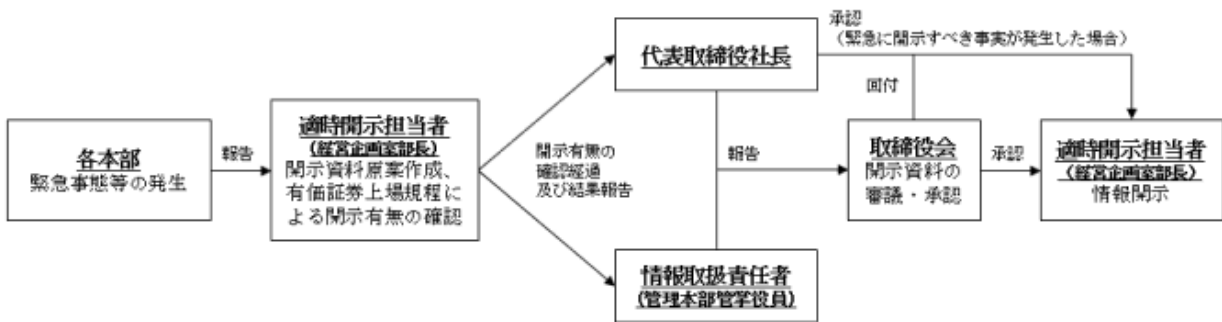 各本部
緊急事態等の発生
報告
適時開示担当者
(経営企画室部長)
開示資料原案作成、
有価証券上場規程に
よる開示有無の確認
開示有無の
確認経過
及び結果報告
代表取締役社長
情報取扱責任者
(管理本部管掌役員)
報告
承認
(緊急に開示すべき事実が発生した場合)
回付
取締役会
開示資料の
審議・承認
承認
適時開示担当者
(経営企画室部長)
情報開示